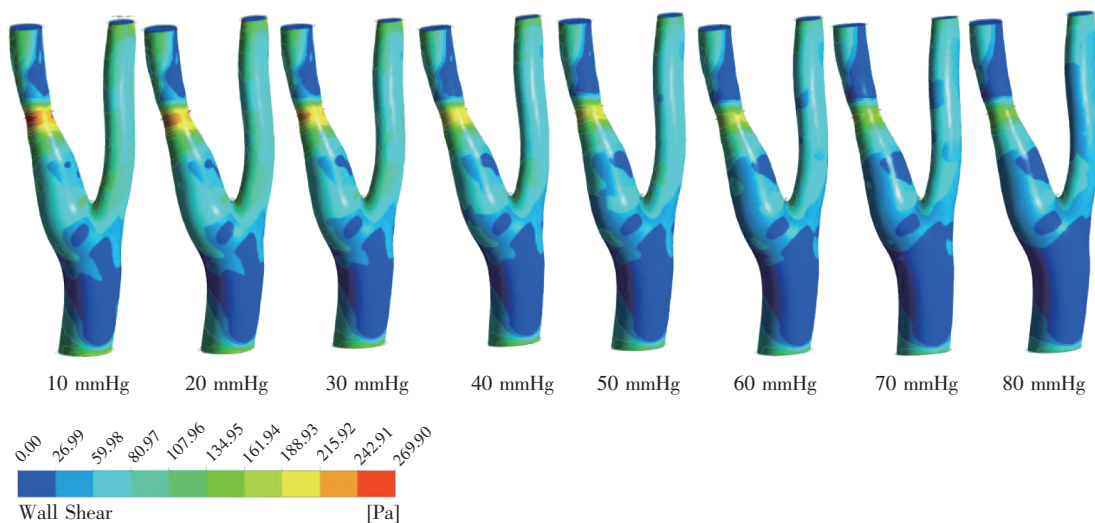 10 mmHg 20 mmHg 30 mmHg 40 mmHg 50 mmHg 60 mmHg 70 mmHg 80 mmHg
0.00 26.99 59.98 80.97 107.96 134.95 161.94 188.93 215.92 242.91 269.90
Wall Shear [Pa]